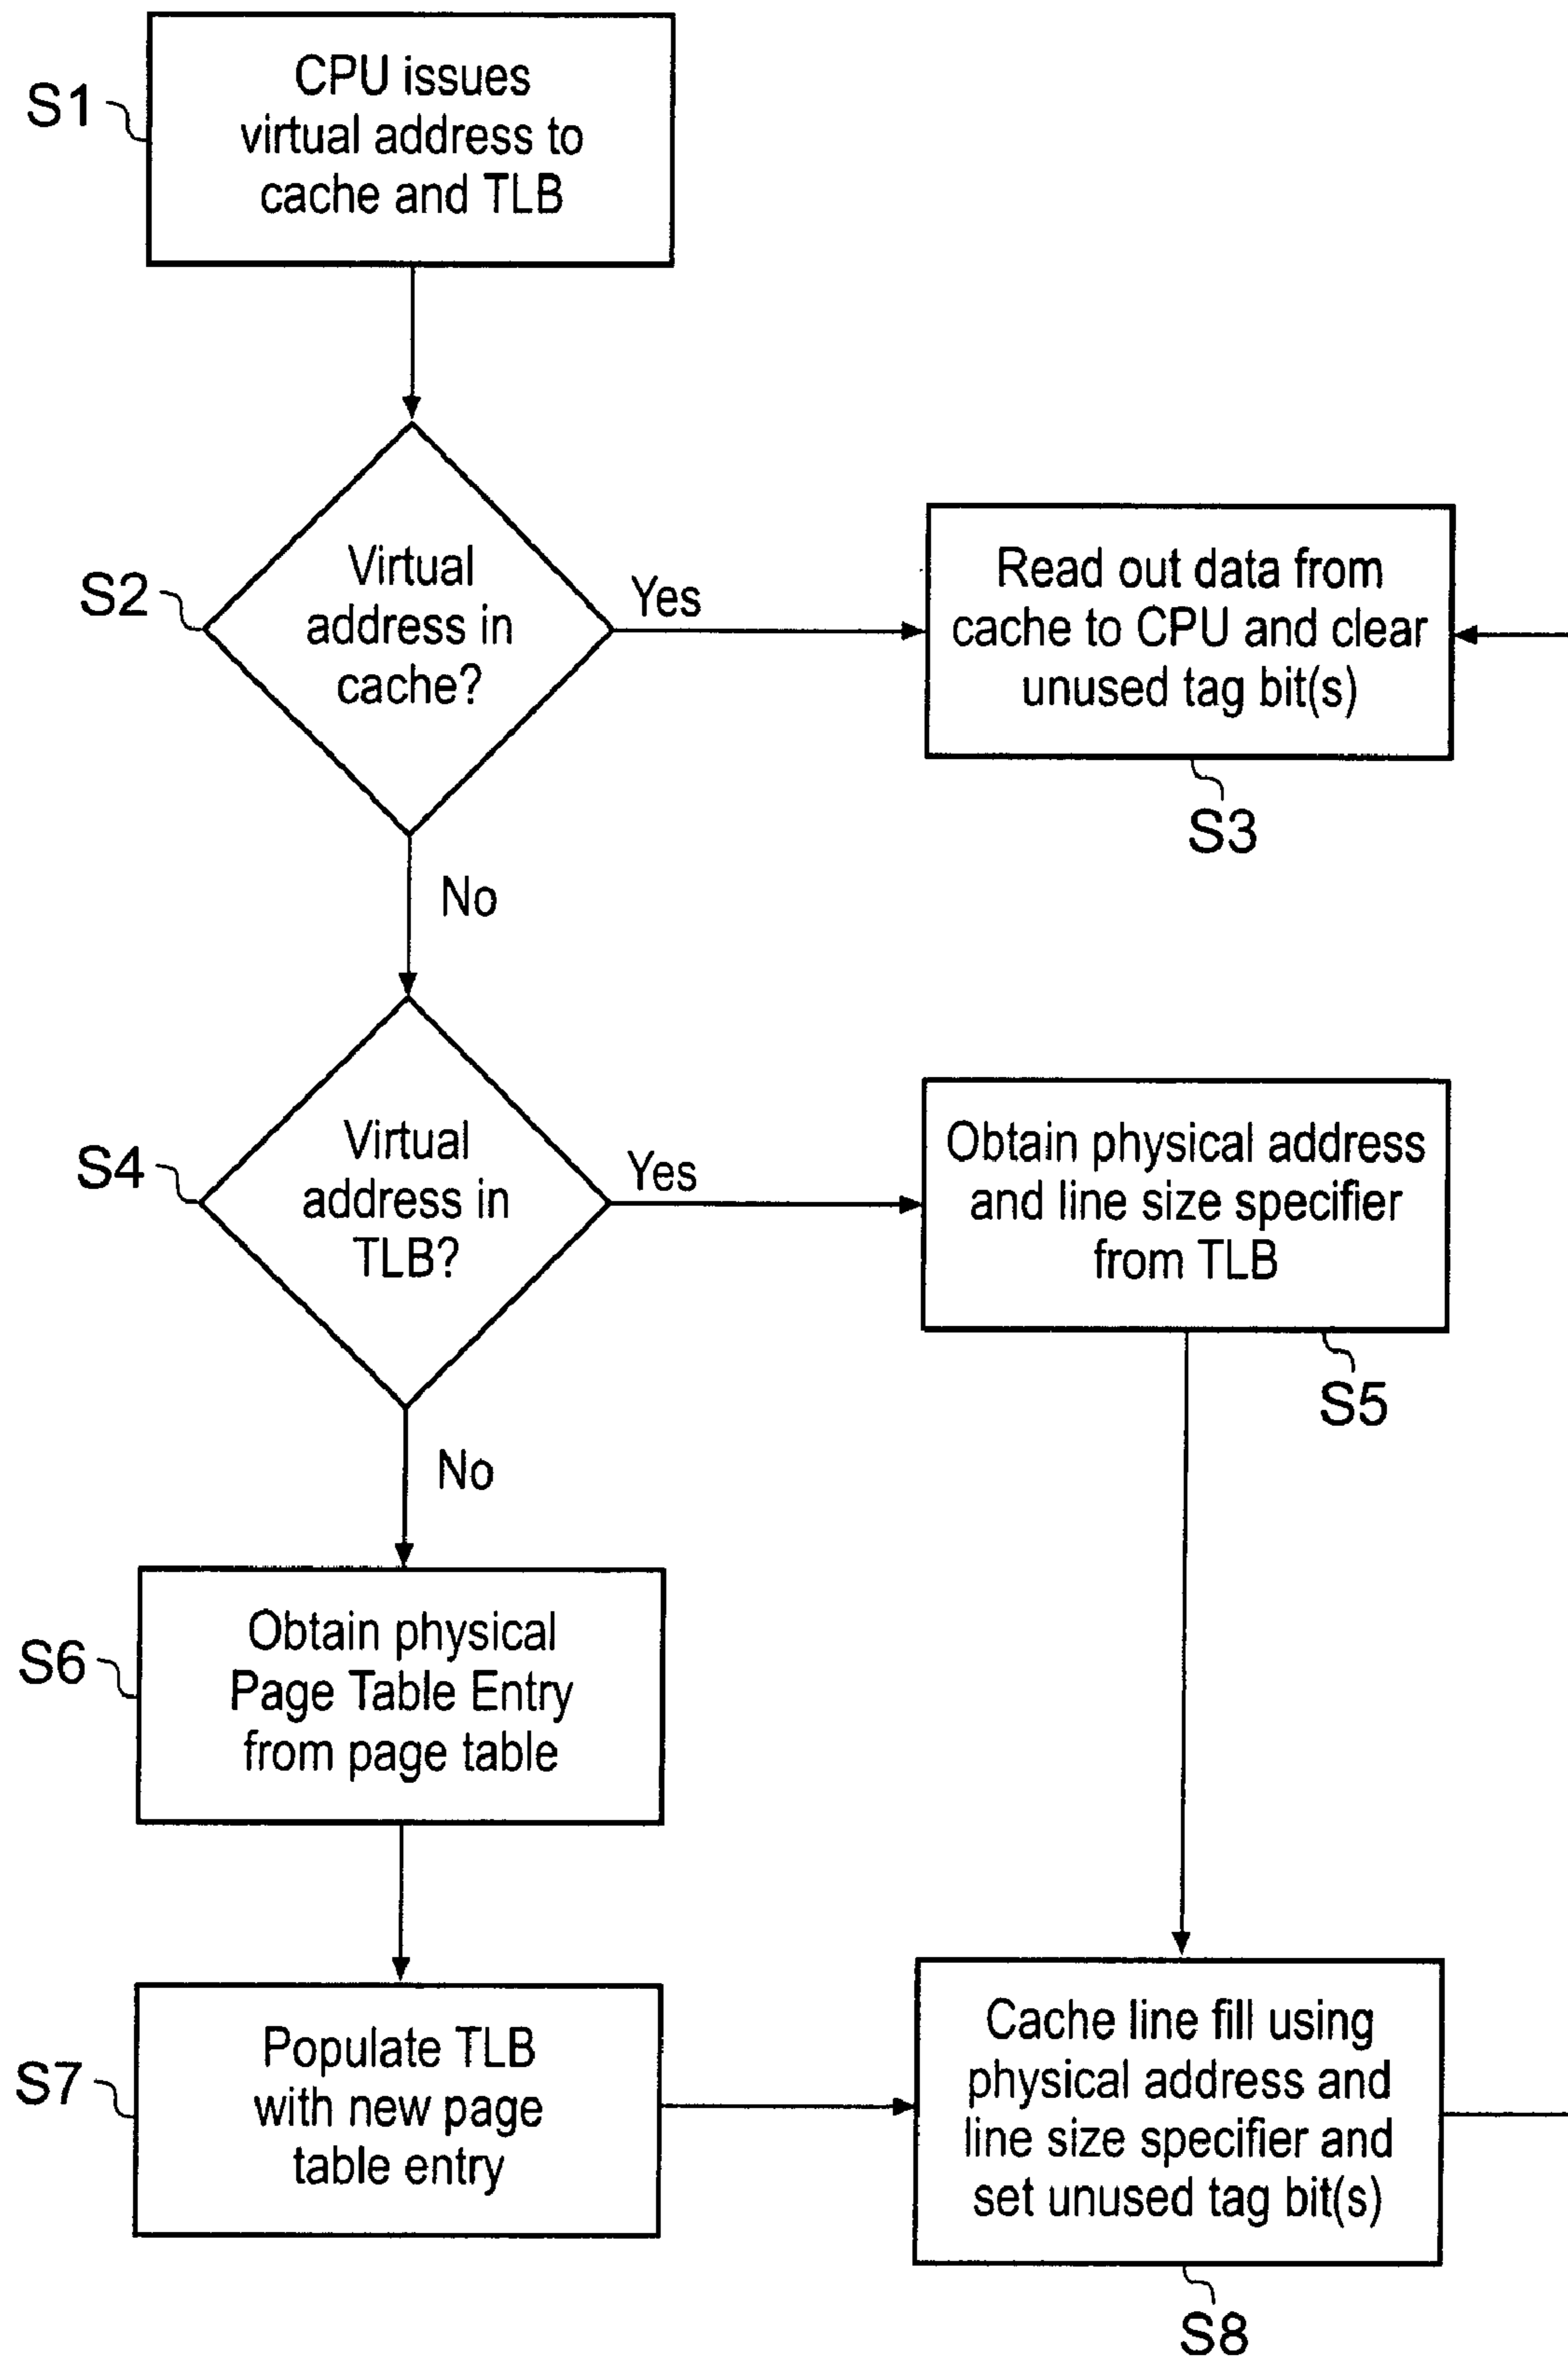 S1
CPU issues
virtual address to
cache and TLB
S2
Virtual
address in
cache?
Yes
Read out data from
cache to CPU and clear
unused tag bit(s)
S3
No
S4
Virtual
address in
TLB?
Yes
Obtain physical address
and line size specifier
from TLB
S5
No
S6
Obtain physical
Page Table Entry
from page table
S7
Populate TLB
with new page
table entry
Cache line fill using
physical address and
line size specifier and
set unused tag bit(s)
S8